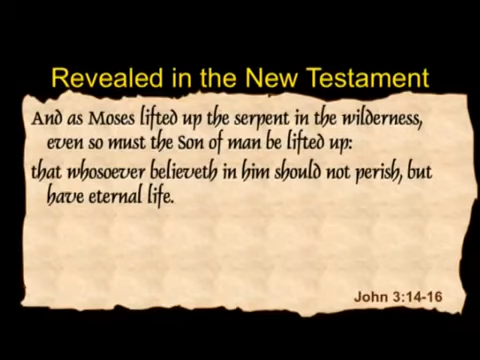 Revealed in the New Testament
And as Moses lifted up the serpent in the wilderness,
even so must the Son of man be lifted up:
that whosoever believeth in him should not perish, but
have eternal life.
John 3:14-16